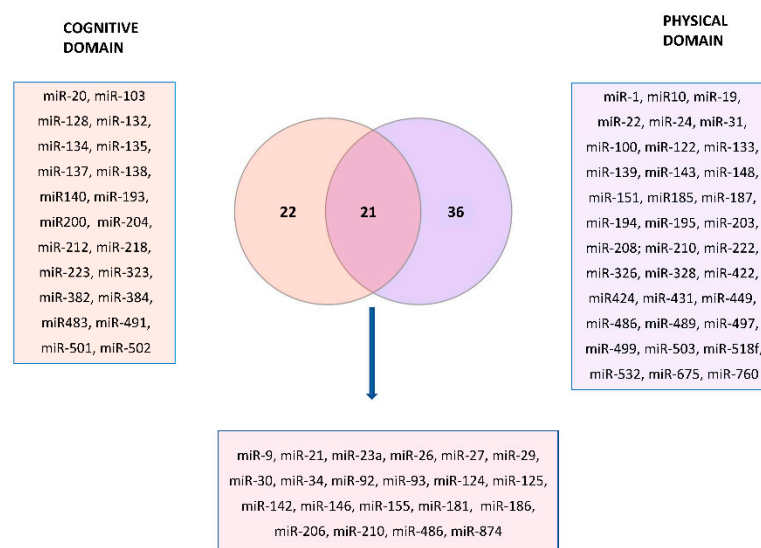 COGNITIVE
DOMAIN
miR-20, miR-103
miR-128, miR-132,
miR-134, miR-135,
miR-137, miR-138,
miR140, miR-193,
miR200, miR-204,
miR-212, miR-218,
miR-223, miR-323,
miR-382, miR-384,
miR483, miR-491,
miR-501, miR-502
22
21
36
PHYSICAL
DOMAIN
miR-1, miR10, miR-19,
miR-22, miR-24, miR-31,
miR-100, miR-122, miR-133,
miR-139, miR-143, miR-148,
miR-151, miR185, miR-187,
miR-194, miR-195, miR-203,
miR-208; miR-210, miR-222,
miR-326, miR-328, miR-422,
miR424, miR-431, miR-449,
miR-486, miR-489, miR-497,
miR-499, miR-503, miR-518f,
miR-532, miR-675, miR-760
miR-9, miR-21, miR-23a, miR-26, miR-27, miR-29,
miR-30, miR-34, miR-92, miR-93, miR-124, miR-125,
miR-142, miR-146, miR-155, miR-181, miR-186,
miR-206, miR-210, miR-486, miR-874